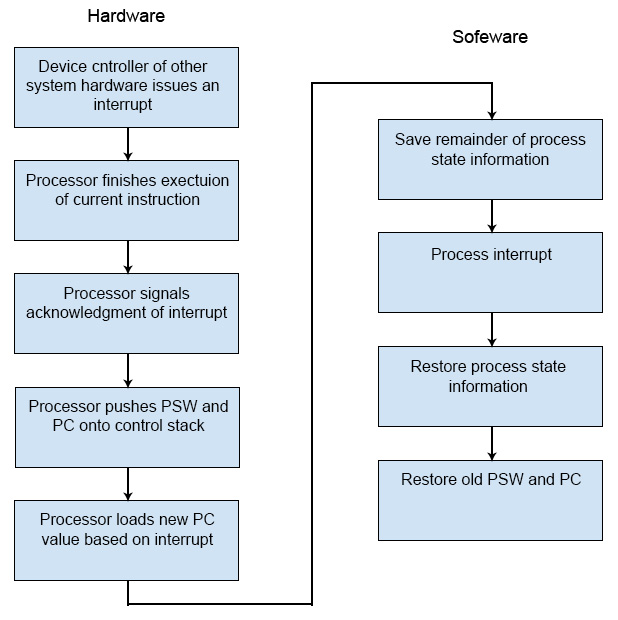 Hardware
Device cntroller of other
system hardware issues an
interrupt
Processor finishes exectuion
of current instruction
Processor signals
acknowledgment of interrupt
Processor pushes PSW and
PC onto control stack
Processor loads new PC
value based on interrupt
Sofeware
Save remainder of process
state information
Process interrupt
Restore process state
information
Restore old PSW and PC